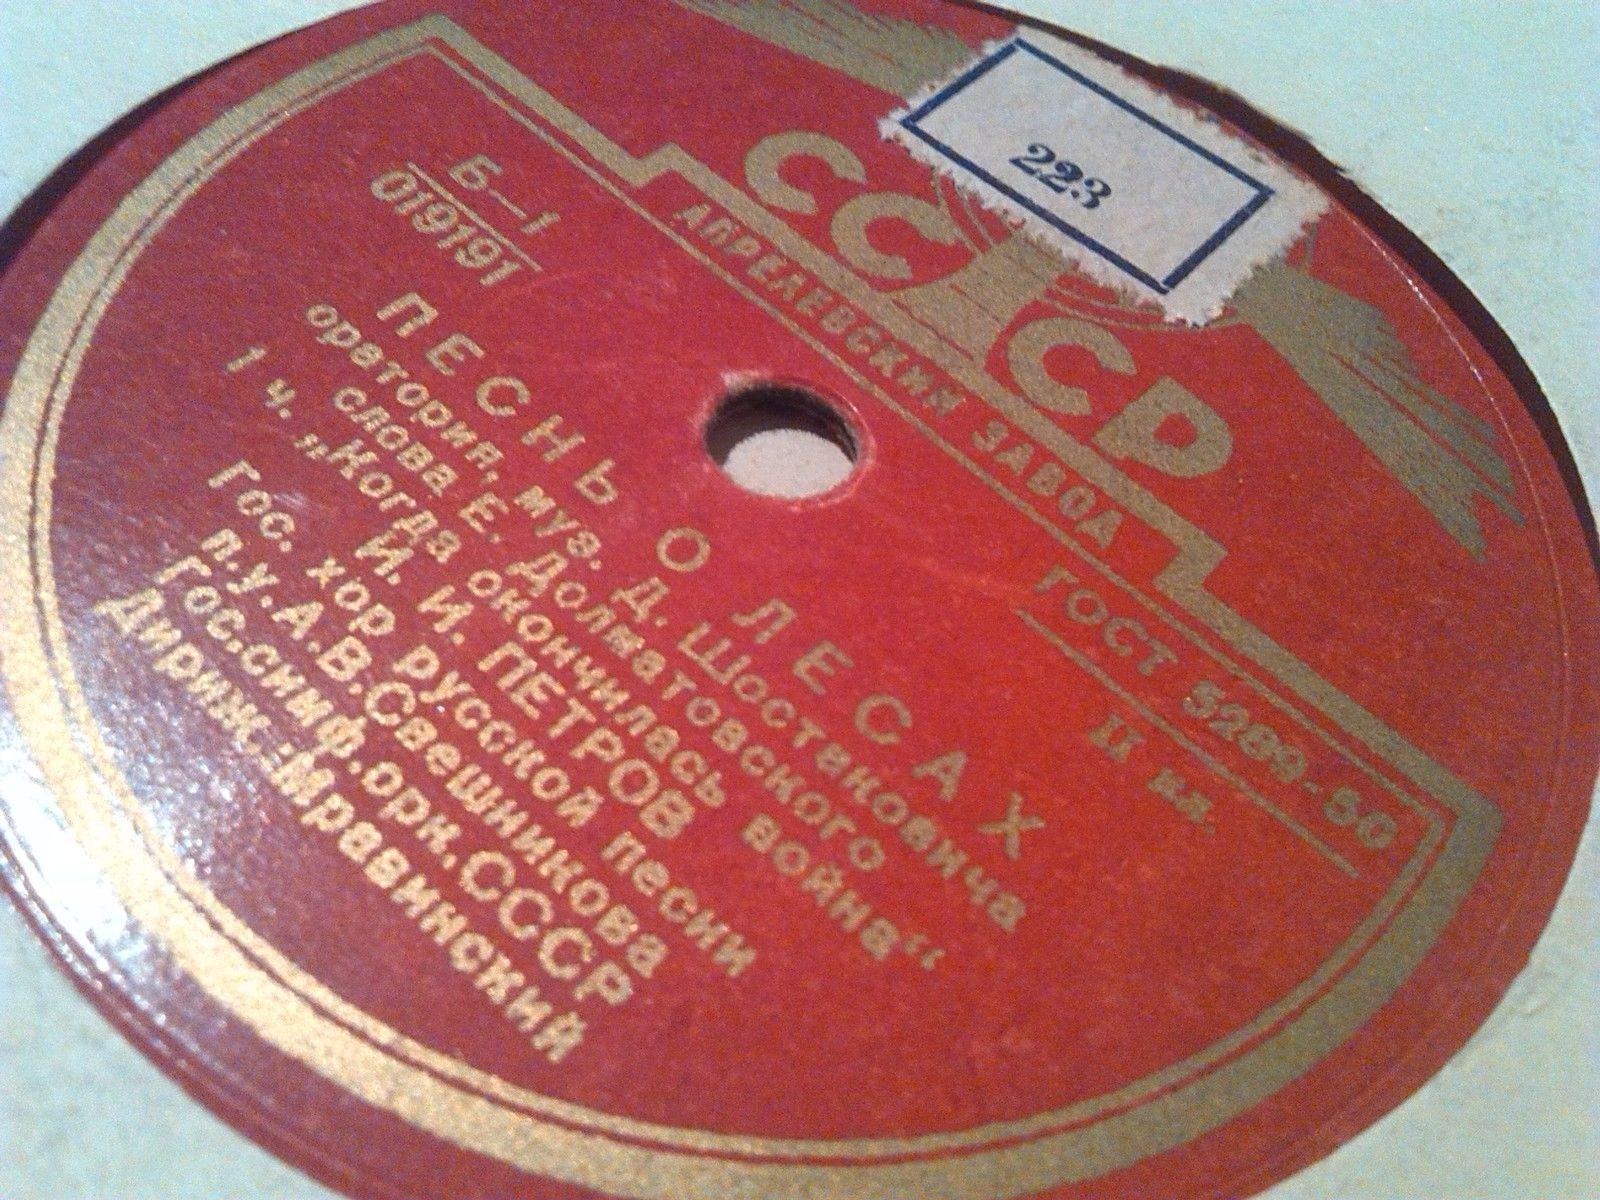 223
СССР
АПРЕЛЕВСКИЙ ЗАВОД
ГОСТ 5289-50
II кл.
Б—1
019191
ПЕСНЬ О ЛЕСАХ
оратория, муз. Д. Шостаковича
слова Е. Долматовского
1 ч. „Когда окончилась война“
И. И. ПЕТРОВ
Гос. хор русской песни
п.у. А.В.Свешникова
Гос.симф.орк.СССР
Дириж.-Мравинский